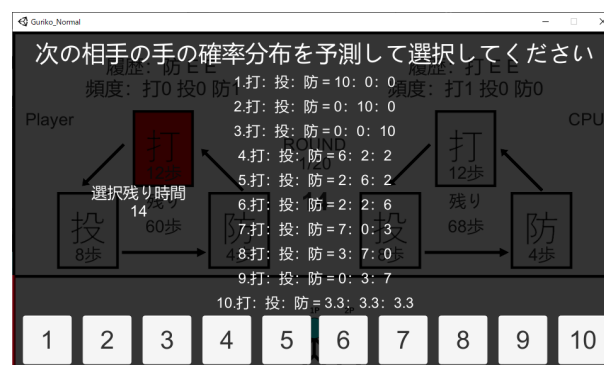 Guriko_Normal
次の相手の手の確率分布を予測して選択してください
履歴: 防 E E
履歴: 打 E E
頻度: 打0 投0 防1
頻度: 打1 投0 防0
1.打: 投: 防 = 10: 0: 0
2.打: 投: 防 = 0: 10: 0
3.打: 投: 防 = 0: 0: 10
4.打: 投: 防 = 6: 2: 2
5.打: 投: 防 = 2: 6: 2
6.打: 投: 防 = 2: 2: 6
7.打: 投: 防 = 7: 0: 3
8.打: 投: 防 = 3: 7: 0
9.打: 投: 防 = 0: 3: 7
10.打: 投: 防 = 3.3: 3.3: 3.3
Player
CPU
ROUND
1/20
打
12歩
打
12歩
選択残り時間
14
残り
60歩
残り
68歩
投
8歩
防
4歩
投
8歩
防
4歩
1P
2P
1 2 3 4 5 6 7 8 9 10